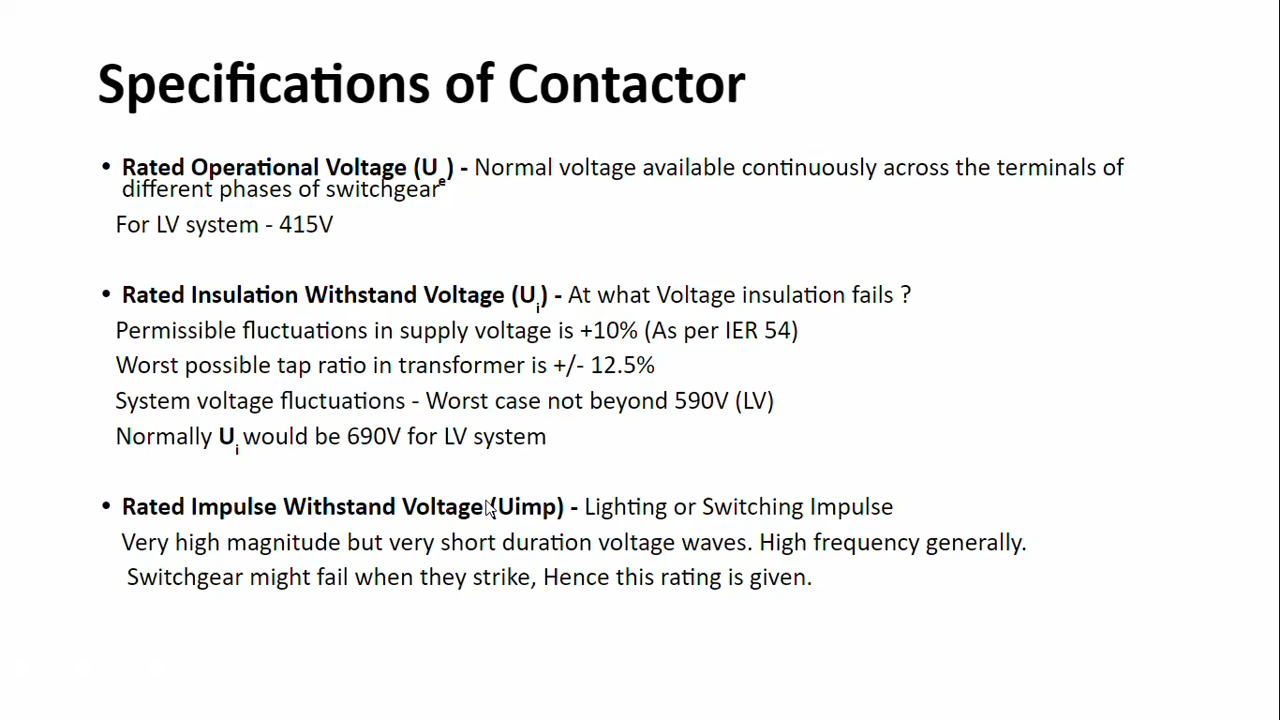 Specifications of Contactor
• Rated Operational Voltage (Ue) - Normal voltage available continuously across the terminals of
different phases of switchgear
For LV system - 415V
• Rated Insulation Withstand Voltage (Ui) - At what Voltage insulation fails ?
Permissible fluctuations in supply voltage is +10% (As per IER 54)
Worst possible tap ratio in transformer is +/- 12.5%
System voltage fluctuations - Worst case not beyond 590V (LV)
Normally Ui would be 690V for LV system
• Rated Impulse Withstand Voltage (Uimp) - Lighting or Switching Impulse
Very high magnitude but very short duration voltage waves. High frequency generally.
Switchgear might fail when they strike, Hence this rating is given.